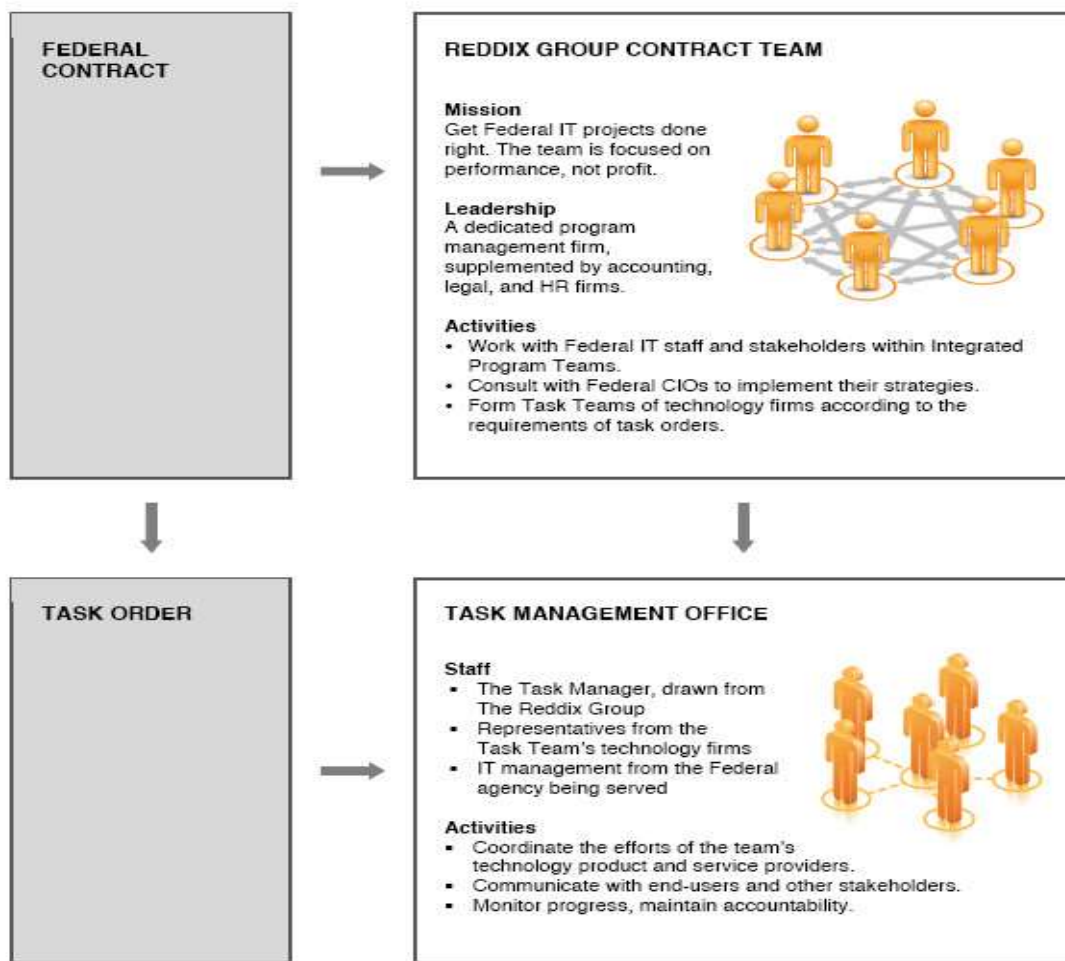 FEDERAL
CONTRACT
REDDIX GROUP CONTRACT TEAM
Mission
Get Federal IT projects done
right. The team is focused on
performance, not profit.
Leadership
A dedicated program
management firm,
supplemented by accounting,
legal, and HR firms.
Activities
• Work with Federal IT staff and stakeholders within Integrated
Program Teams.
• Consult with Federal CIOs to implement their strategies.
• Form Task Teams of technology firms according to the
requirements of task orders.
TASK ORDER
TASK MANAGEMENT OFFICE
Staff
▪ The Task Manager, drawn from
The Reddix Group
▪ Representatives from the
Task Team's technology firms
▪ IT management from the Federal
agency being served
Activities
▪ Coordinate the efforts of the team's
technology product and service providers.
▪ Communicate with end-users and other stakeholders.
▪ Monitor progress, maintain accountability.